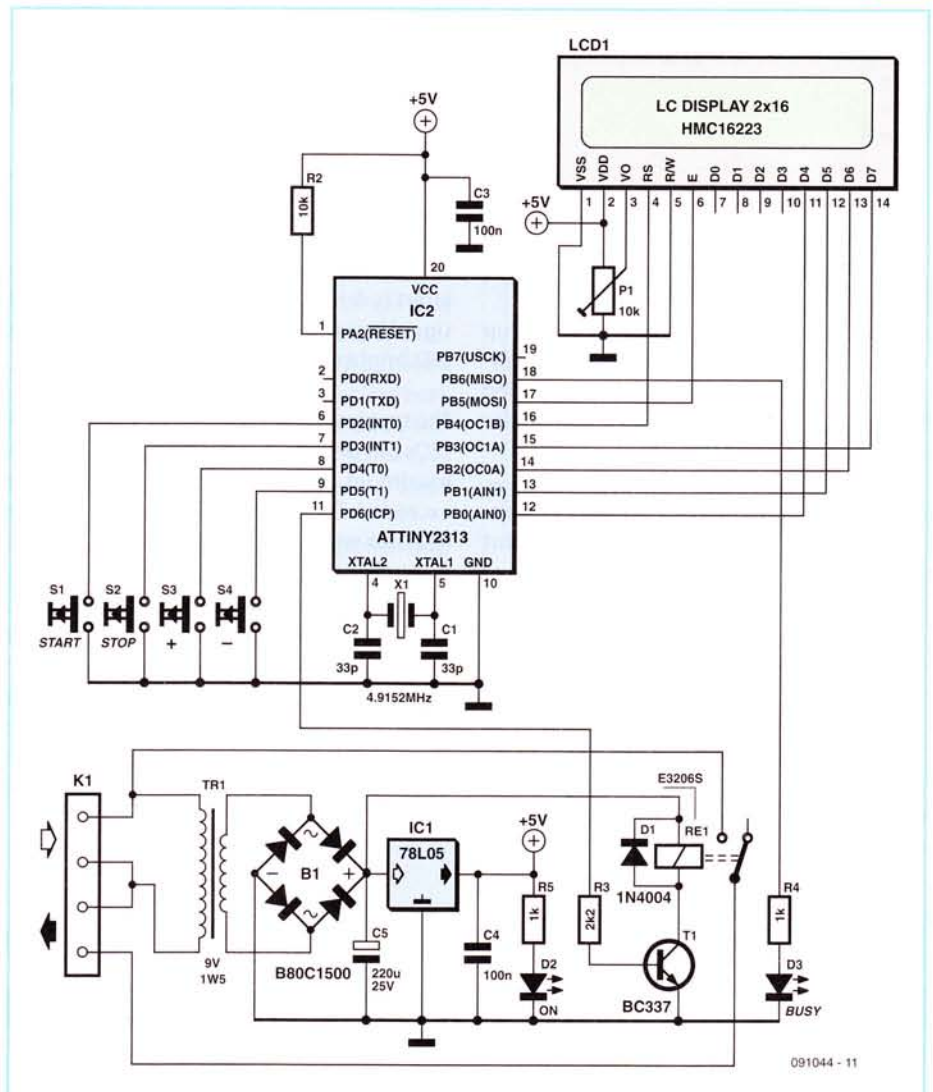 LCD1
LC DISPLAY 2x16
HMC16223
VSS VDD VO RS R/W E D0 D1 D2 D3 D4 D5 D6 D7
1 2 3 4 5 6 7 8 9 10 11 12 13 14
+5V
+5V
R2
10k
C3
100n
P1
10k
20
VCC
IC2
1 PA2(RESET)
2 PD0(RXD)
3 PD1(TXD)
6 PD2(INT0)
7 PD3(INT1)
8 PD4(T0)
9 PD5(T1)
11 PD6(ICP)
PB7(USCK) 19
PB6(MISO) 18
PB5(MOSI) 17
PB4(OC1B) 16
PB3(OC1A) 15
PB2(OC0A) 14
PB1(AIN1) 13
PB0(AIN0) 12
ATTINY2313
XTAL2 XTAL1 GND
4 5 10
X1
C2 C1
33p 33p
4.9152MHz
S1 S2 S3 S4
START STOP + −
K1
TR1
9V
1W5
B1
− +
B80C1500
IC1
78L05
C5
220u
25V
C4
100n
+5V
R5
1k
D2
ON
R3
2k2
E3206S
D1
RE1
1N4004
T1
BC337
R4
1k
D3
BUSY
091044 - 11